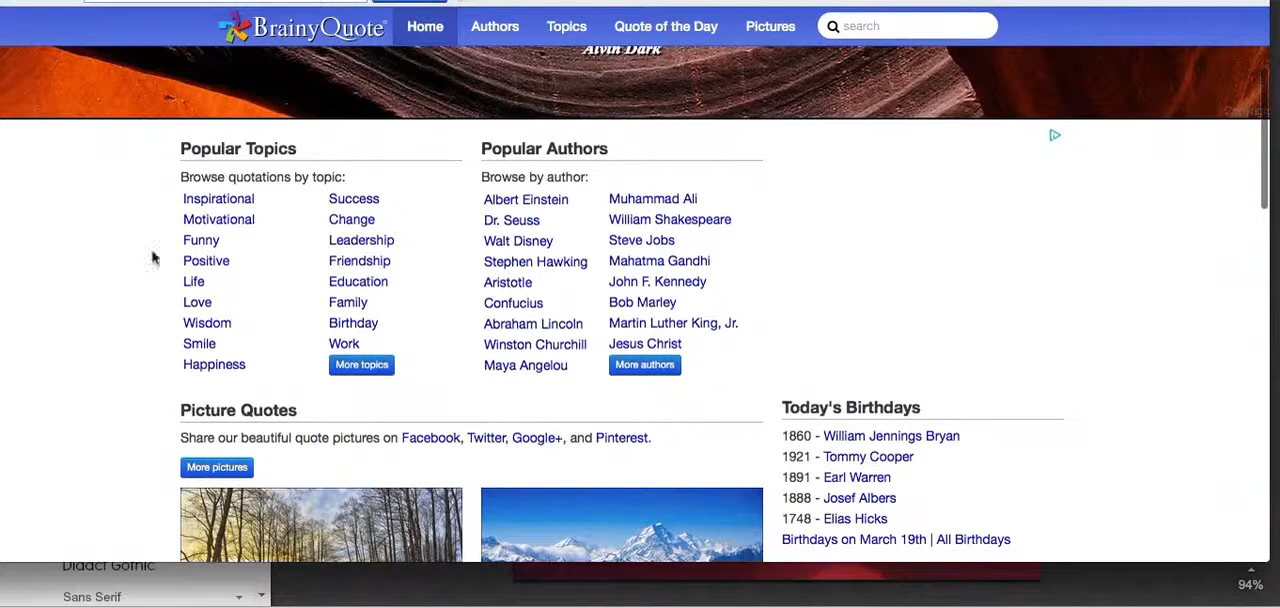 BrainyQuote Home Authors Topics Quote of the Day Pictures search
Alvin Dark
Popular Topics
Browse quotations by topic:
Inspirational Success
Motivational Change
Funny Leadership
Positive Friendship
Life Education
Love Family
Wisdom Birthday
Smile Work
Happiness More topics
Popular Authors
Browse by author:
Albert Einstein Muhammad Ali
Dr. Seuss William Shakespeare
Walt Disney Steve Jobs
Stephen Hawking Mahatma Gandhi
Aristotle John F. Kennedy
Confucius Bob Marley
Abraham Lincoln Martin Luther King, Jr.
Winston Churchill Jesus Christ
Maya Angelou More authors
Picture Quotes
Share our beautiful quote pictures on Facebook, Twitter, Google+, and Pinterest.
More pictures
Today's Birthdays
1860 - William Jennings Bryan
1921 - Tommy Cooper
1891 - Earl Warren
1888 - Josef Albers
1748 - Elias Hicks
Birthdays on March 19th | All Birthdays
Didact Gothic
Sans Serif
94%